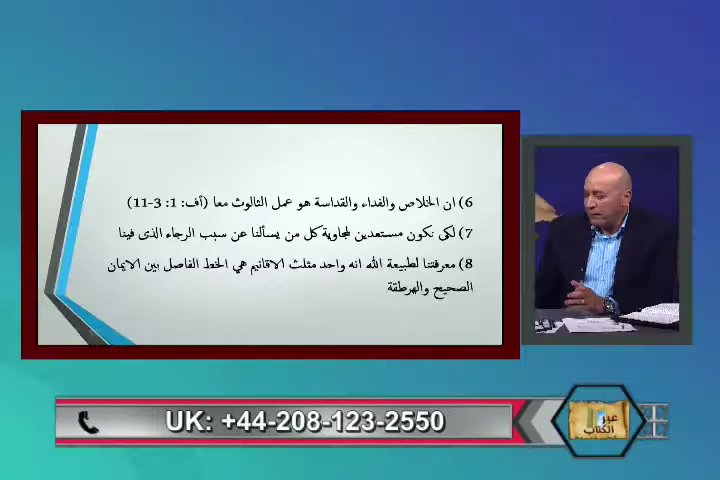 6) ان الخلاص والفداء والقداسة هو عمل الثالوث معا (أف: 1: 3-11)
7) لكى نكون مستعدين لمجاوبة كل من يسألنا عن سبب الرجاء الذى فينا
8) معرفتنا لطبيعة الله انه واحد مثلث الاقانيم هي الخط الفاصل بين الايمان
الصحيح والهرطقة
UK: +44-208-123-2550
عبر
الكتاب